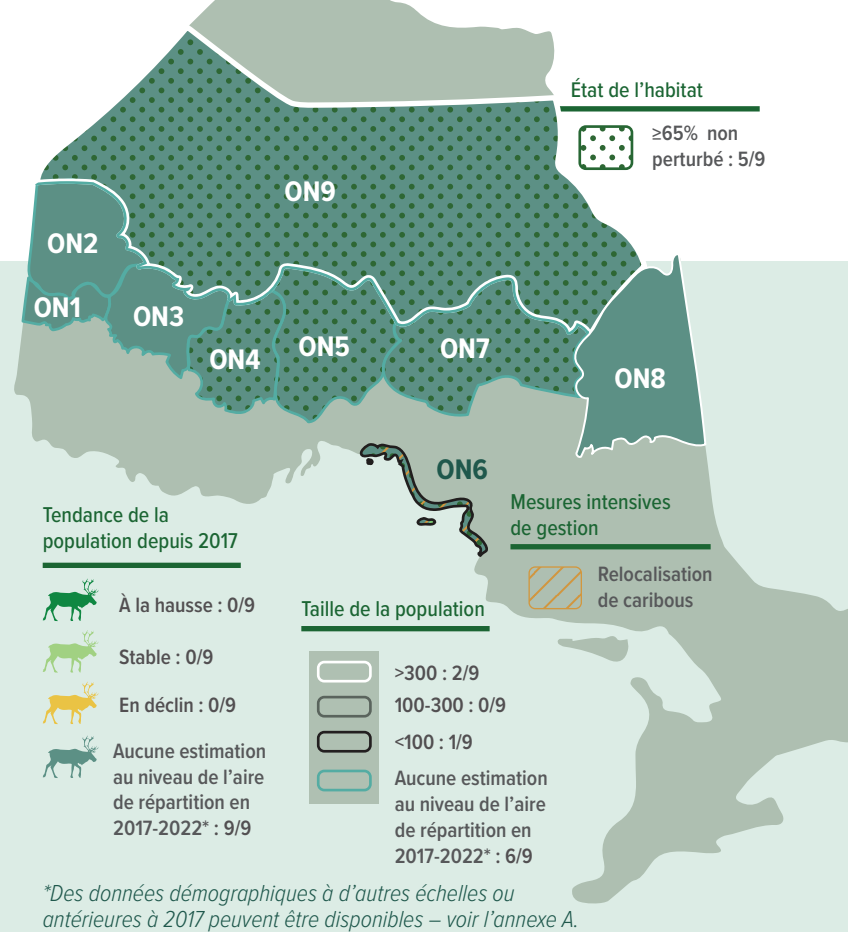 État de l'habitat
≥65% non
perturbé : 5/9
ON9
ON2
ON1
ON3
ON4
ON5
ON7
ON8
ON6
Tendance de la
population depuis 2017
À la hausse : 0/9
Stable : 0/9
En déclin : 0/9
Aucune estimation
au niveau de l'aire
de répartition en
2017-2022* : 9/9
Taille de la population
>300 : 2/9
100-300 : 0/9
<100 : 1/9
Aucune estimation
au niveau de l'aire
de répartition en
2017-2022* : 6/9
Mesures intensives
de gestion
Relocalisation
de caribous
*Des données démographiques à d'autres échelles ou
antérieures à 2017 peuvent être disponibles – voir l'annexe A.